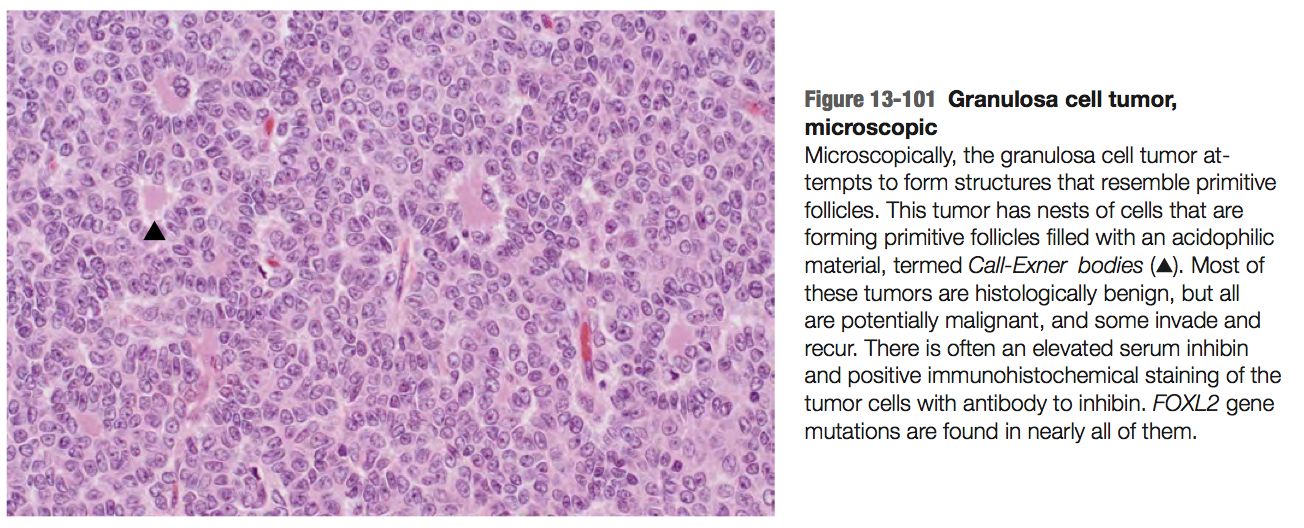 Figure 13-101 Granulosa cell tumor,
microscopic
Microscopically, the granulosa cell tumor at-
tempts to form structures that resemble primitive
follicles. This tumor has nests of cells that are
forming primitive follicles filled with an acidophilic
material, termed Call-Exner bodies (▲). Most of
these tumors are histologically benign, but all
are potentially malignant, and some invade and
recur. There is often an elevated serum inhibin
and positive immunohistochemical staining of the
tumor cells with antibody to inhibin. FOXL2 gene
mutations are found in nearly all of them.